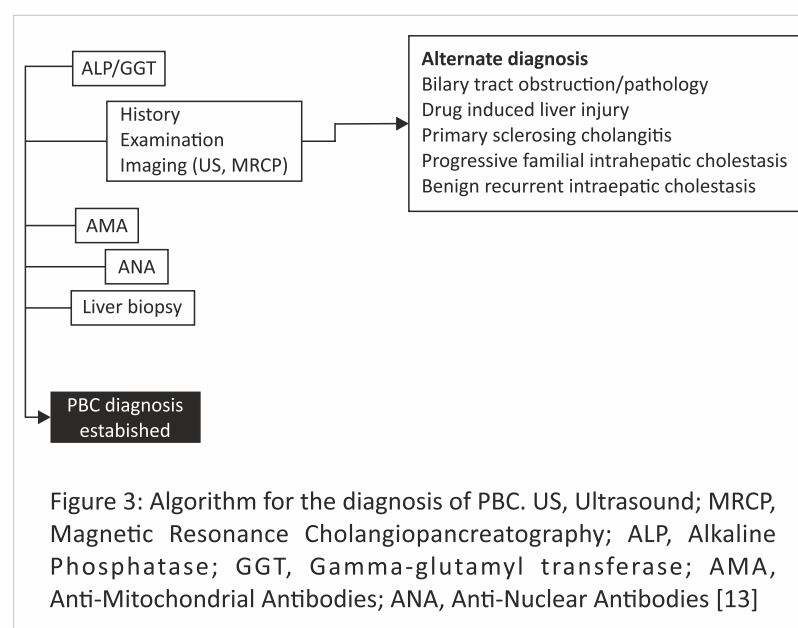 ALP/GGT
History
Examination
Imaging (US, MRCP)
Alternate diagnosis
Bilary tract obstruction/pathology
Drug induced liver injury
Primary sclerosing cholangitis
Progressive familial intrahepatic cholestasis
Benign recurrent intraepatic cholestasis
AMA
ANA
Liver biopsy
PBC diagnosis
estabished
Figure 3: Algorithm for the diagnosis of PBC. US, Ultrasound; MRCP,
Magnetic Resonance Cholangiopancreatography; ALP, Alkaline
Phosphatase; GGT, Gamma-glutamyl transferase; AMA,
Anti-Mitochondrial Antibodies; ANA, Anti-Nuclear Antibodies [13]